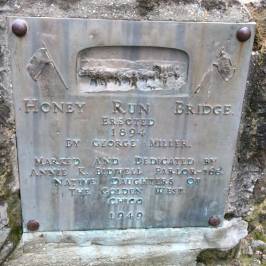 HONEY RUN BRIDGE
ERECTED
1894
BY GEORGE MILLER.
MARKED AND DEDICATED BY
ANNIE K. BIDWELL PARLOR-168
NATIVE DAUGHTERS OF
THE GOLDEN WEST
CHICO
1949